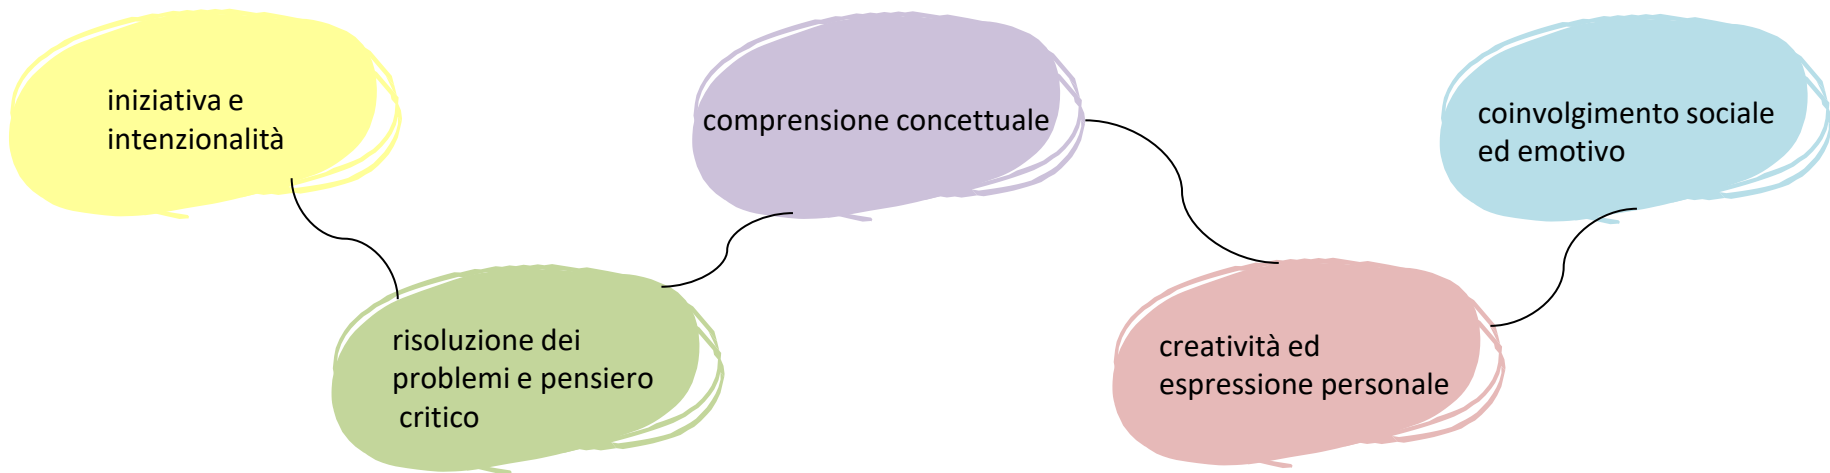 iniziativa e
intenzionalità
risoluzione dei
problemi e pensiero
critico
comprensione concettuale
creatività ed
espressione personale
coinvolgimento sociale
ed emotivo